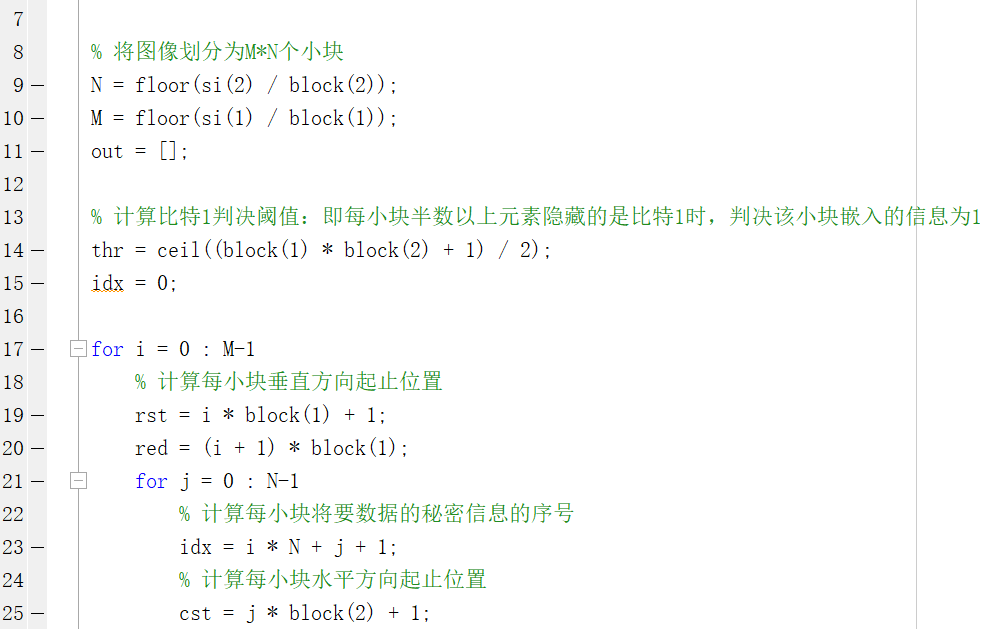 7
8 % 将图像划分为M*N个小块
9 — N = floor(si(2) / block(2));
10 — M = floor(si(1) / block(1));
11 — out = [];
12
13 % 计算比特1判决阈值：即每小块半数以上元素隐藏的是比特1时，判决该小块嵌入的信息为1
14 — thr = ceil((block(1) * block(2) + 1) / 2);
15 — idx = 0;
16
17 — for i = 0 : M-1
18 % 计算每小块垂直方向起止位置
19 — rst = i * block(1) + 1;
20 — red = (i + 1) * block(1);
21 — for j = 0 : N-1
22 % 计算每小块将要数据的秘密信息的序号
23 — idx = i * N + j + 1;
24 % 计算每小块水平方向起止位置
25 — cst = j * block(2) + 1;